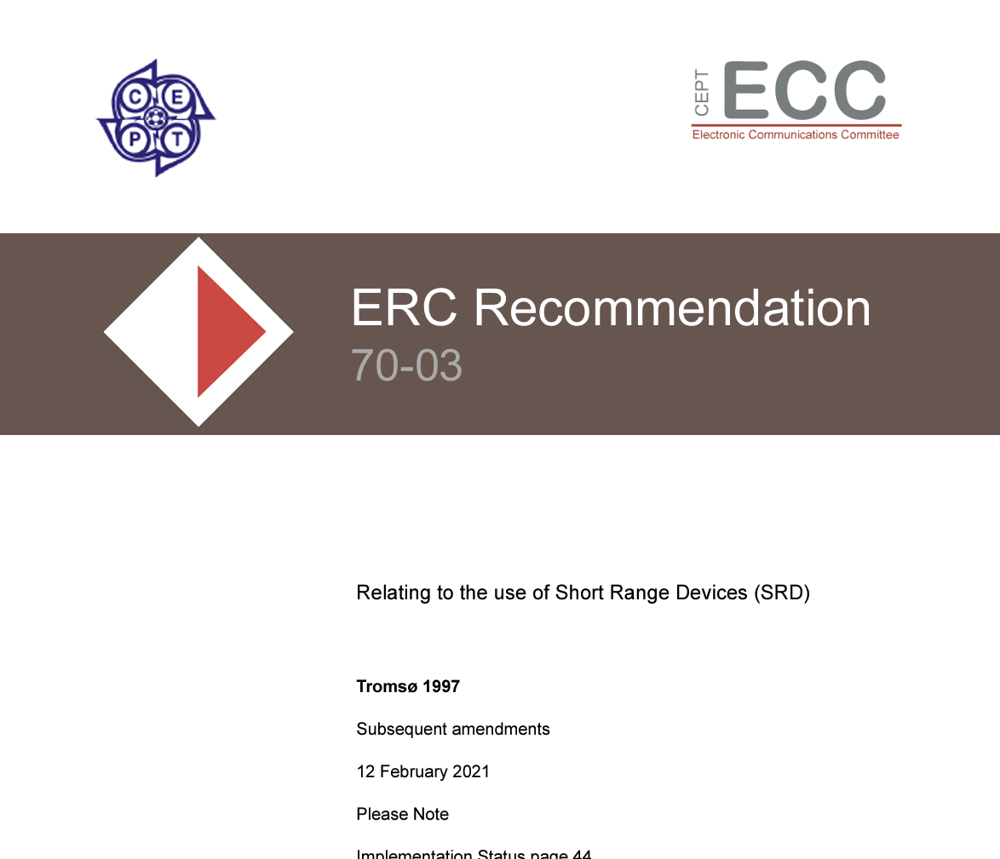 C E
P T
CEPT
ECC
Electronic Communications Committee
ERC Recommendation
70-03
Relating to the use of Short Range Devices (SRD)
Tromsø 1997
Subsequent amendments
12 February 2021
Please Note
Implementation Status page 44